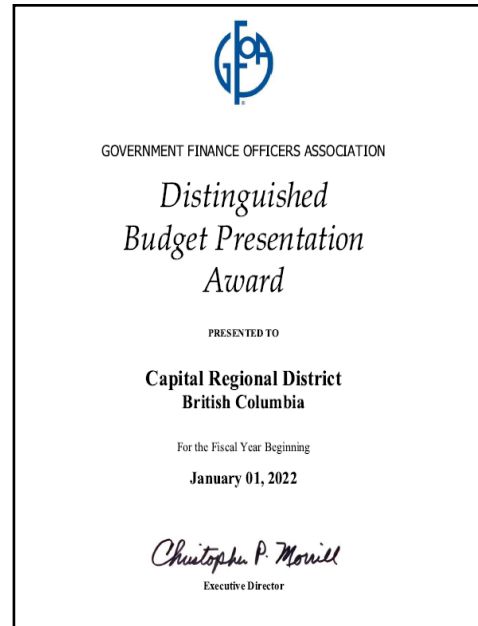 GFOA
GOVERNMENT FINANCE OFFICERS ASSOCIATION
Distinguished
Budget Presentation
Award
PRESENTED TO
Capital Regional District
British Columbia
For the Fiscal Year Beginning
January 01, 2022
Christopher P. Morrill
Executive Director